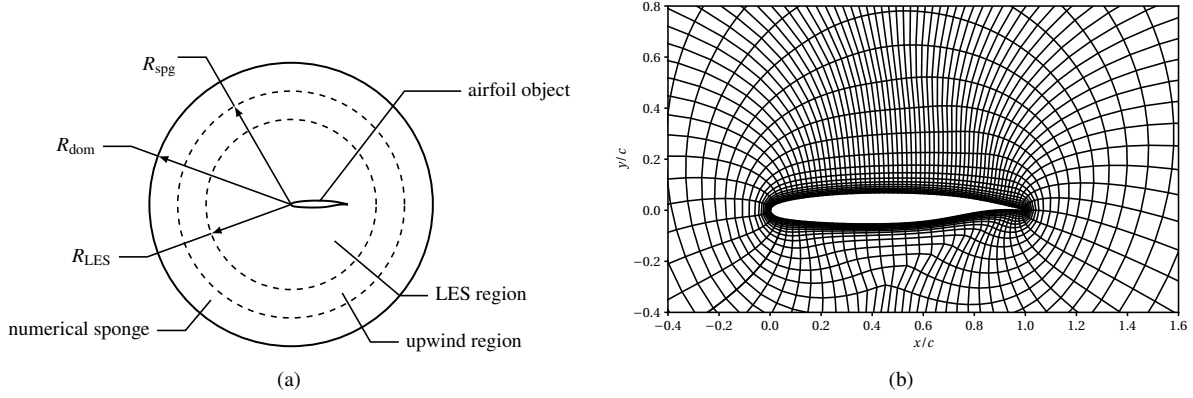 R_spg
airfoil object
R_dom
R_LES
LES region
numerical sponge
upwind region
(a)
0.8
0.6
0.4
0.2
0.0
−0.2
−0.4
y/c
−0.4 −0.2 0.0 0.2 0.4 0.6 0.8 1.0 1.2 1.4 1.6
x/c
(b)